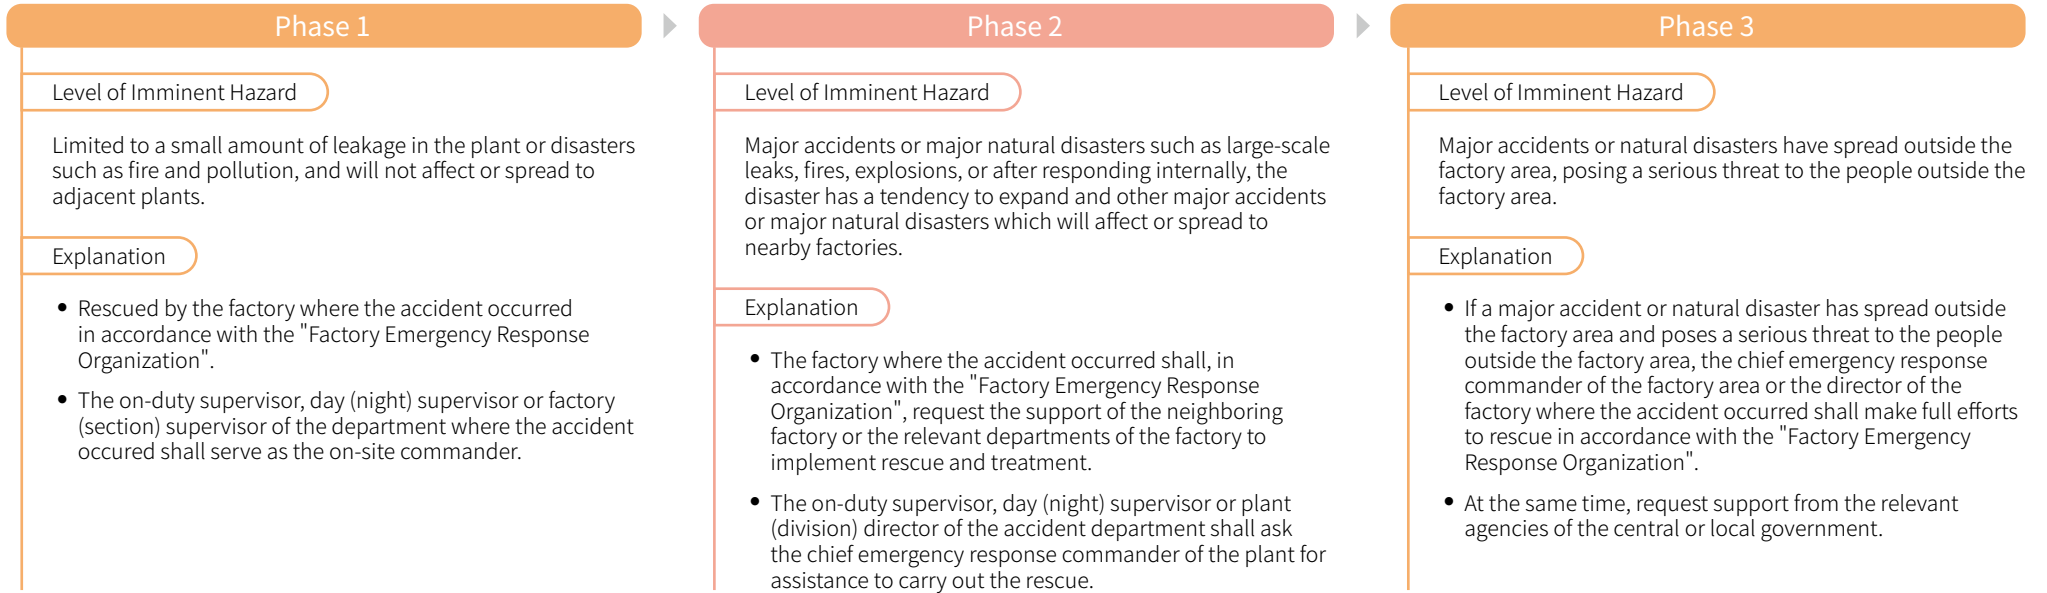 Phase 1
Level of Imminent Hazard
Limited to a small amount of leakage in the plant or disasters
such as fire and pollution, and will not affect or spread to
adjacent plants.
Explanation
• Rescued by the factory where the accident occurred
in accordance with the "Factory Emergency Response
Organization".
• The on-duty supervisor, day (night) supervisor or factory
(section) supervisor of the department where the accident
occured shall serve as the on-site commander.
Phase 2
Level of Imminent Hazard
Major accidents or major natural disasters such as large-scale
leaks, fires, explosions, or after responding internally, the
disaster has a tendency to expand and other major accidents
or major natural disasters which will affect or spread to
nearby factories.
Explanation
• The factory where the accident occurred shall, in
accordance with the "Factory Emergency Response
Organization", request the support of the neighboring
factory or the relevant departments of the factory to
implement rescue and treatment.
• The on-duty supervisor, day (night) supervisor or plant
(division) director of the accident department shall ask
the chief emergency response commander of the plant for
assistance to carry out the rescue.
Phase 3
Level of Imminent Hazard
Major accidents or natural disasters have spread outside the
factory area, posing a serious threat to the people outside the
factory area.
Explanation
• If a major accident or natural disaster has spread outside
the factory area and poses a serious threat to the people
outside the factory area, the chief emergency response
commander of the factory area or the director of the
factory where the accident occurred shall make full efforts
to rescue in accordance with the "Factory Emergency
Response Organization".
• At the same time, request support from the relevant
agencies of the central or local government.